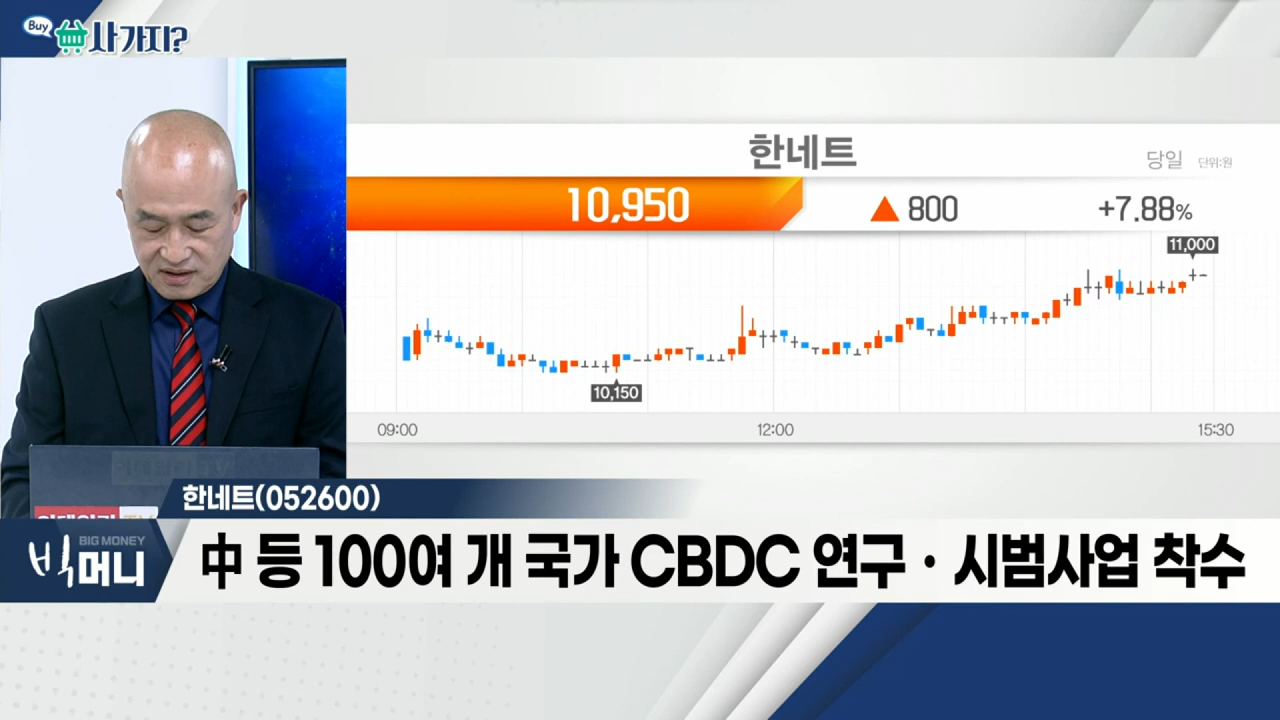 Buy
사가지?
한네트
당일 단위:원
10,950 ▲ 800 +7.88%
11,000
10,150
09:00 12:00 15:30
한네트(052600)
BIG MONEY
빅머니
中 등 100여 개 국가 CBDC 연구·시범사업 착수